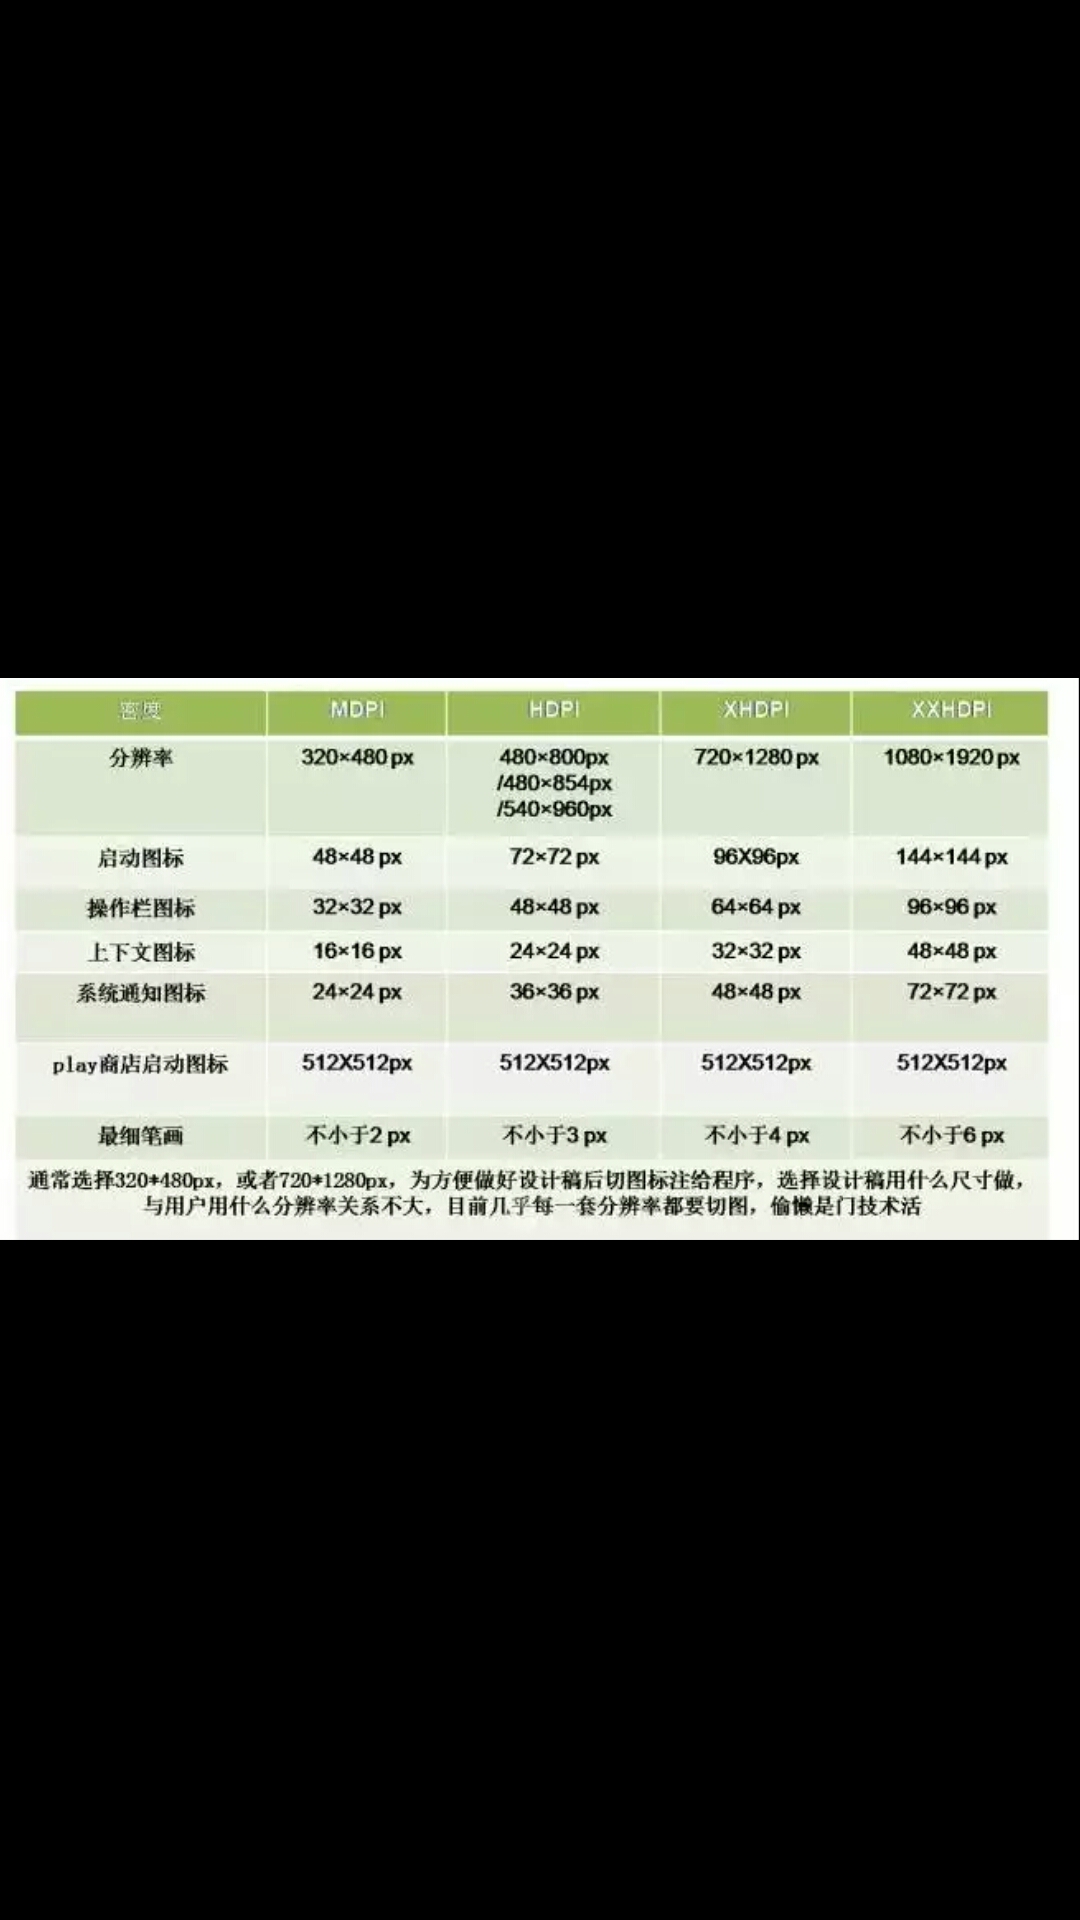 密度 MDPI HDPI XHDPI XXHDPI
分辨率 320×480 px 480×800px 720×1280 px 1080×1920 px
/480×854px
/540×960px
启动图标 48×48 px 72×72 px 96X96px 144×144 px
操作栏图标 32×32 px 48×48 px 64×64 px 96×96 px
上下文图标 16×16 px 24×24 px 32×32 px 48×48 px
系统通知图标 24×24 px 36×36 px 48×48 px 72×72 px
play商店启动图标 512X512px 512X512px 512X512px 512X512px
最细笔画 不小于2 px 不小于3 px 不小于4 px 不小于6 px
通常选择320*480px，或者720*1280px，为方便做好设计稿后切图标注给程序，选择设计稿用什么尺寸做，
与用户用什么分辨率关系不大，目前几乎每一套分辨率都要切图，偷懒是门技术活